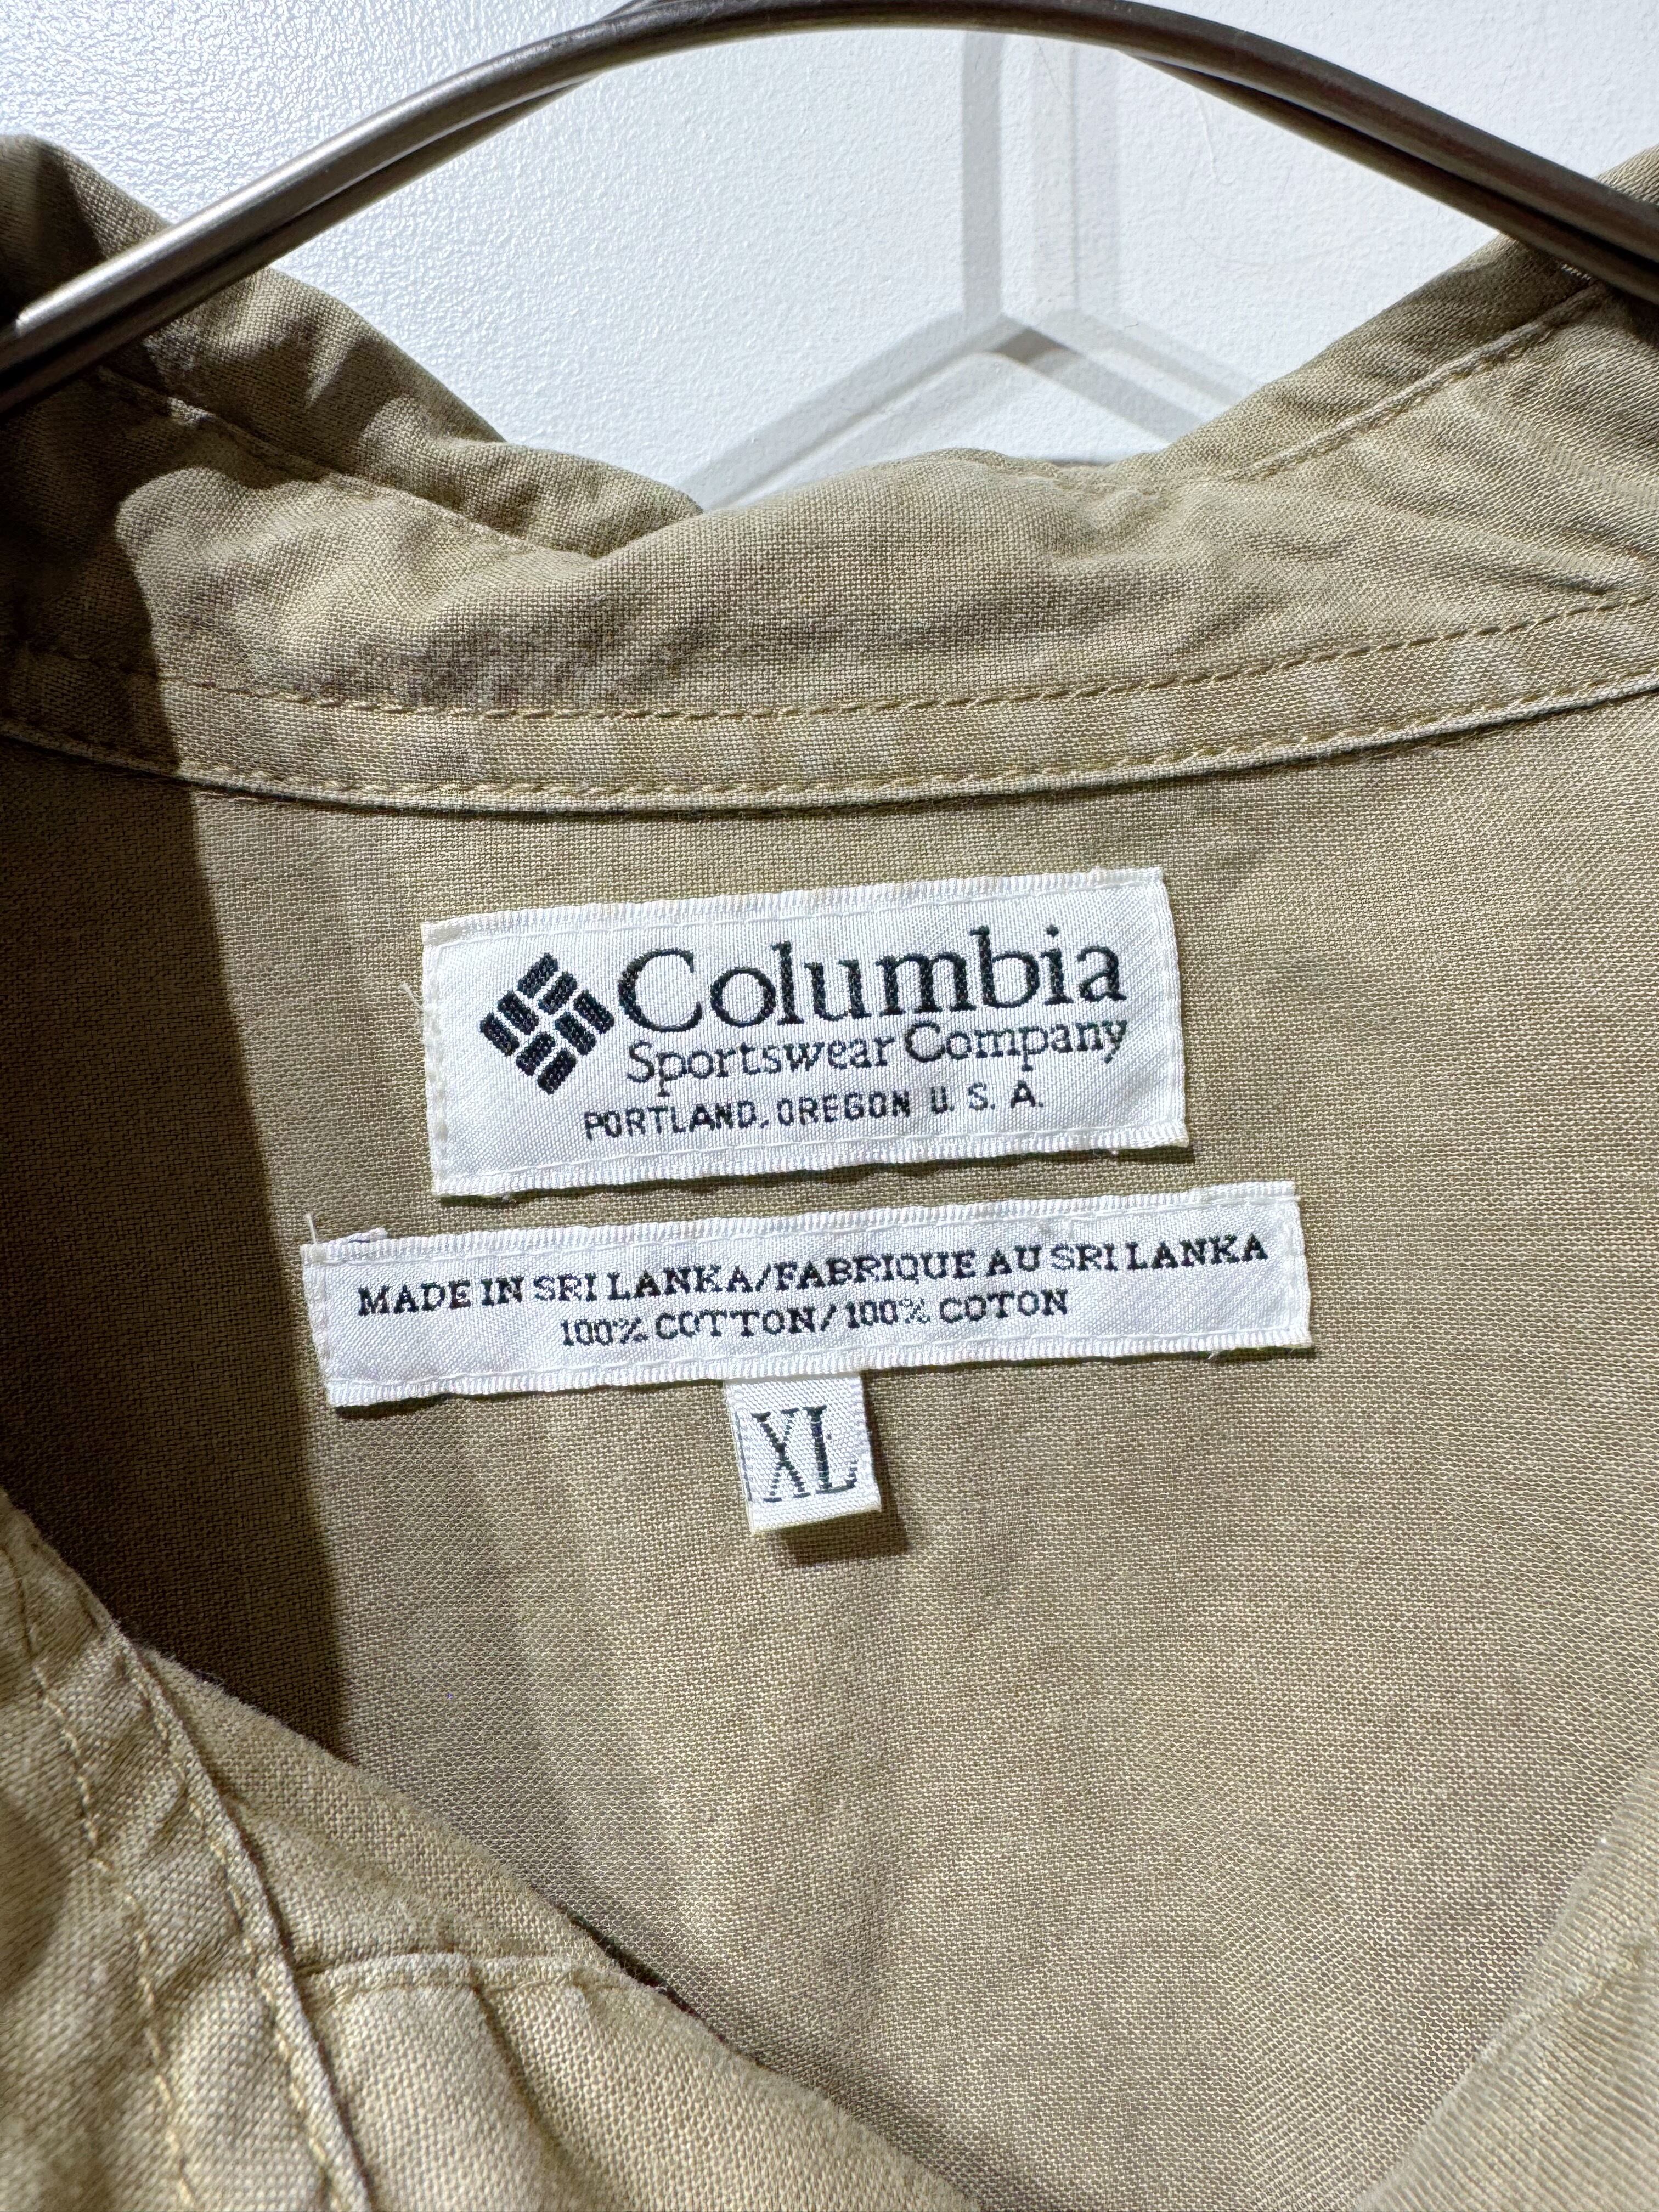 Columbia
Sportswear Company
PORTLAND, OREGON U. S. A.
MADE IN SRI LANKA/FABRIQUE AU SRI LANKA
100% COTTON/100% COTON
XL